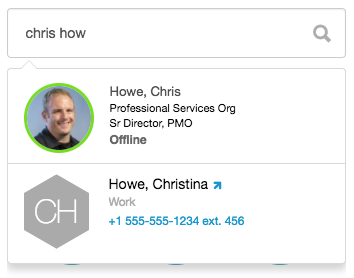 chris how
Howe, Chris
Professional Services Org
Sr Director, PMO
Offline
CH
Howe, Christina
Work
+1 555-555-1234 ext. 456